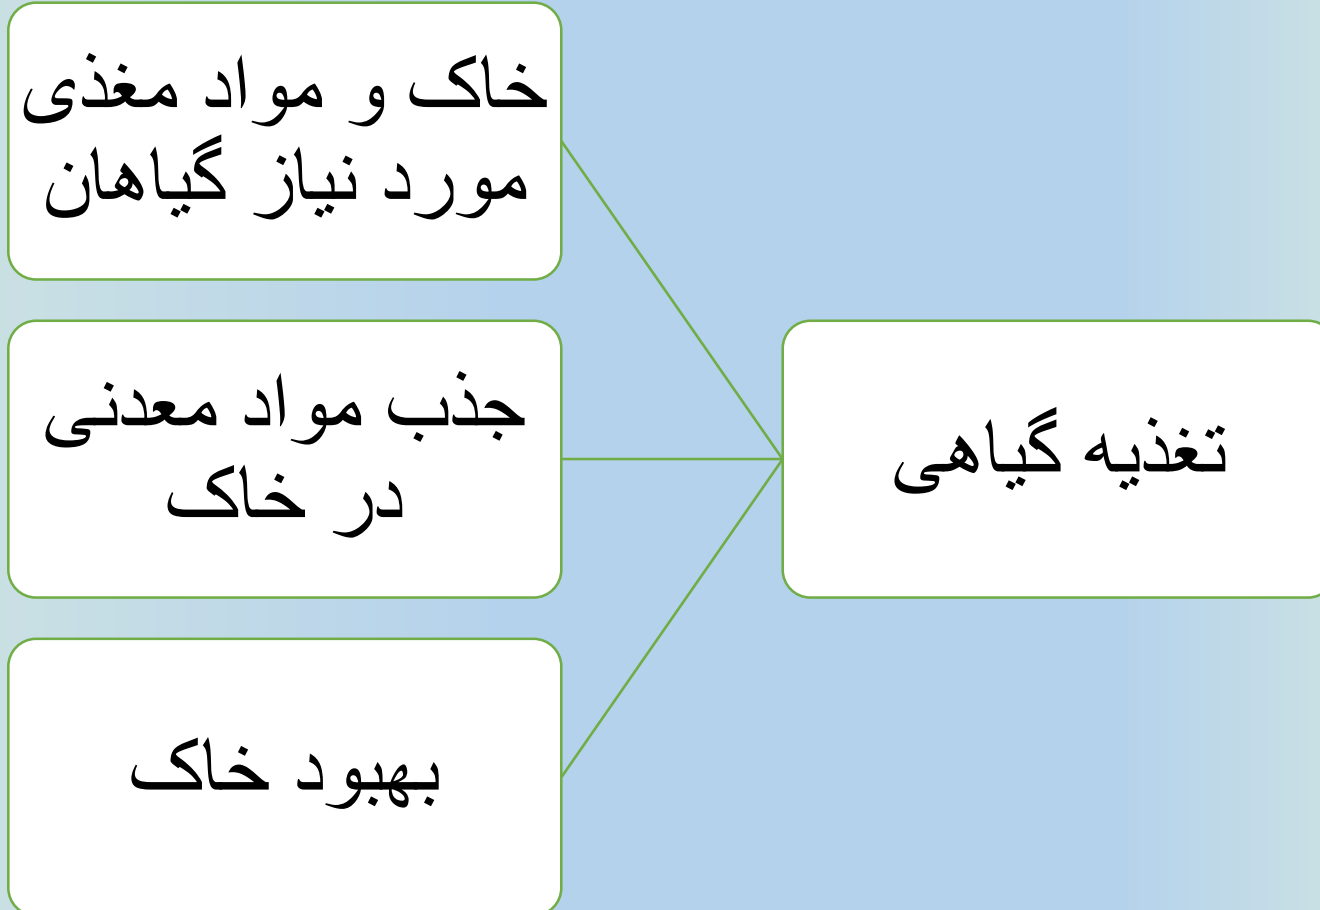 تغذیه گیاهی
خاک و مواد مغذی
مورد نیاز گیاهان
جذب مواد معدنی
در خاک
بهبود خاک